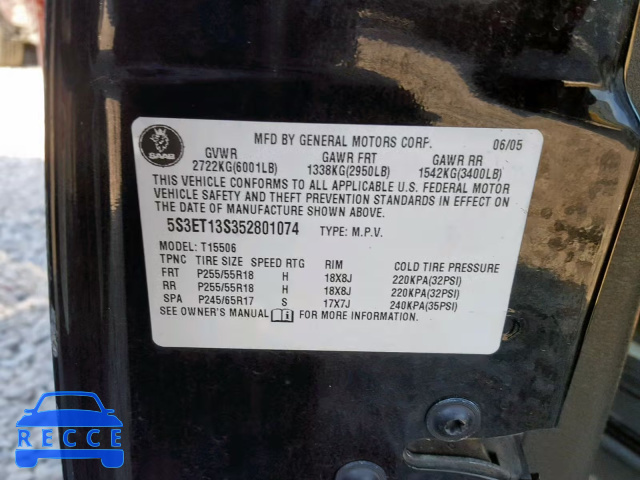 MFD BY GENERAL MOTORS CORP. 06/05
SAAB
GVWR GAWR FRT GAWR RR
2722KG(6001LB) 1338KG(2950LB) 1542KG(3400LB)
THIS VEHICLE CONFORMS TO ALL APPLICABLE U.S. FEDERAL MOTOR
VEHICLE SAFETY AND THEFT PREVENTION STANDARDS IN EFFECT ON
THE DATE OF MANUFACTURE SHOWN ABOVE.
5S3ET13S352801074 TYPE: M.P.V.
MODEL: T15506
TPNC TIRE SIZE SPEED RTG RIM COLD TIRE PRESSURE
FRT P255/55R18 H 18X8J 220KPA(32PSI)
RR P255/55R18 H 18X8J 220KPA(32PSI)
SPA P245/65R17 S 17X7J 240KPA(35PSI)
SEE OWNER'S MANUAL FOR MORE INFORMATION.
RECCE